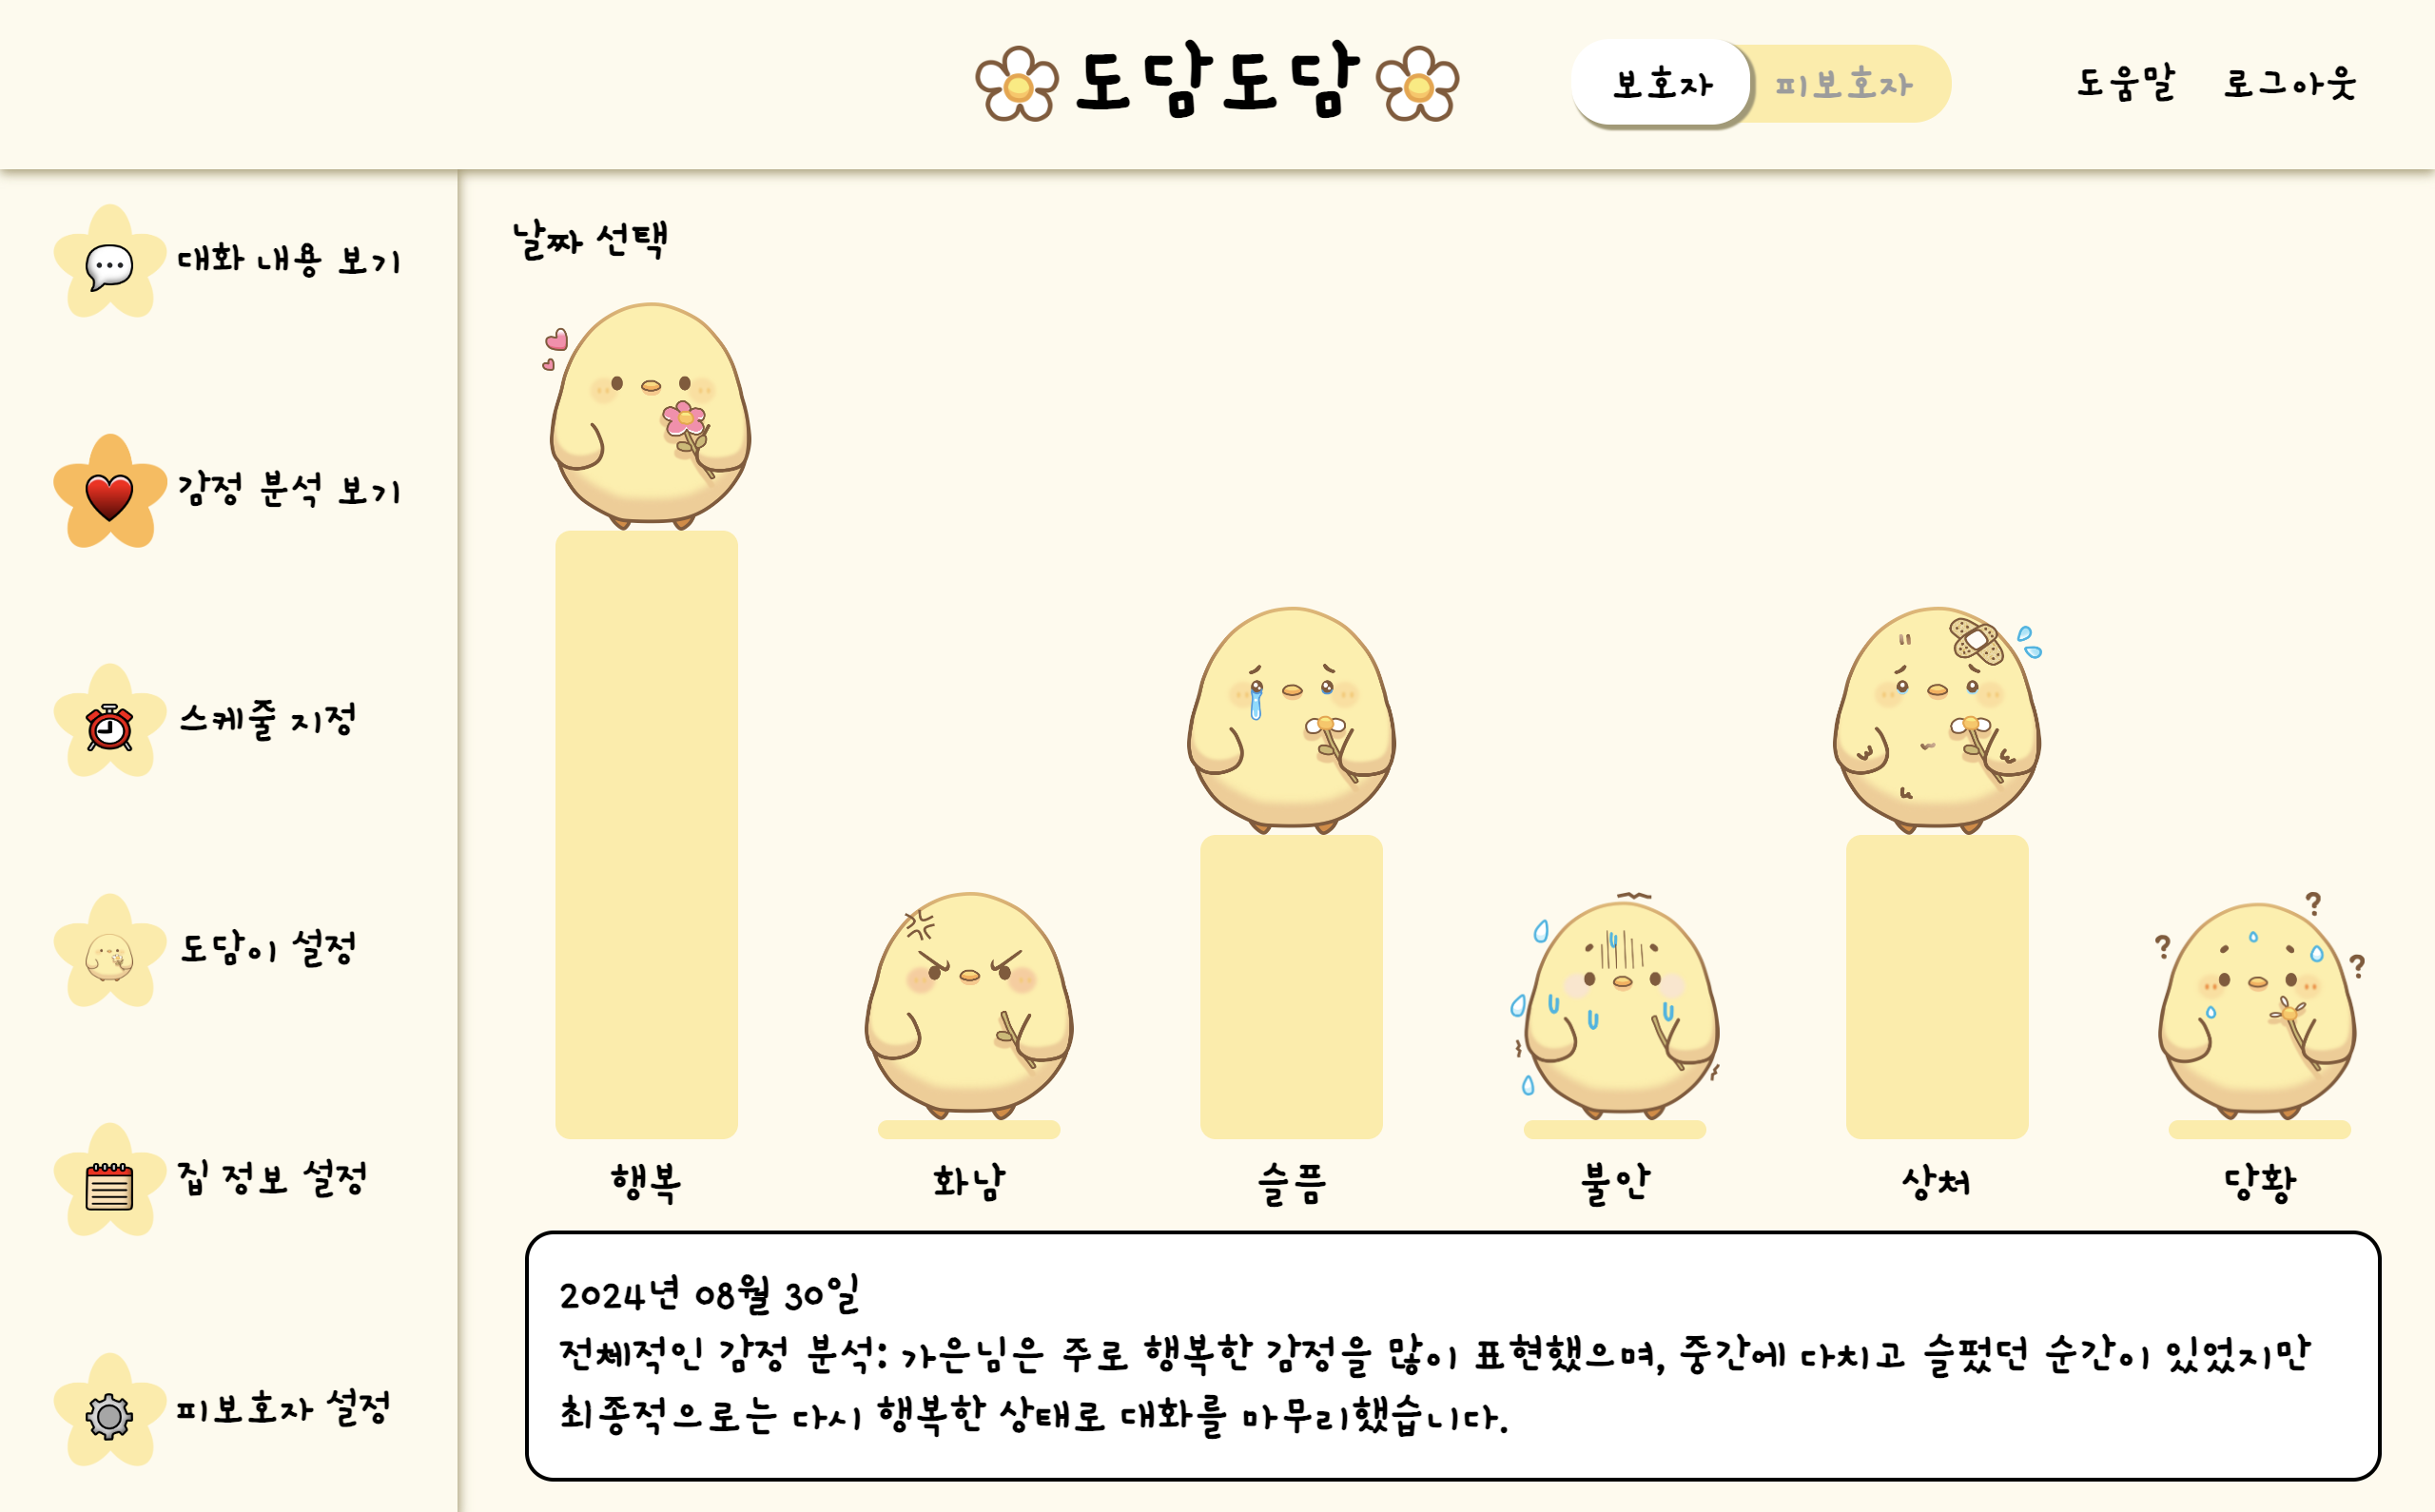 도담도담
보호자 피보호자
도움말 로그아웃
대화 내용 보기
감정 분석 보기
스케줄 지정
도담이 설정
집 정보 설정
피보호자 설정
날짜 선택
행복 화남 슬픔 불안 상처 당황
2024년 08월 30일
전체적인 감정 분석: 가은님은 주로 행복한 감정을 많이 표현했으며, 중간에 다치고 슬펐던 순간이 있었지만
최종적으로는 다시 행복한 상태로 대화를 마무리했습니다.